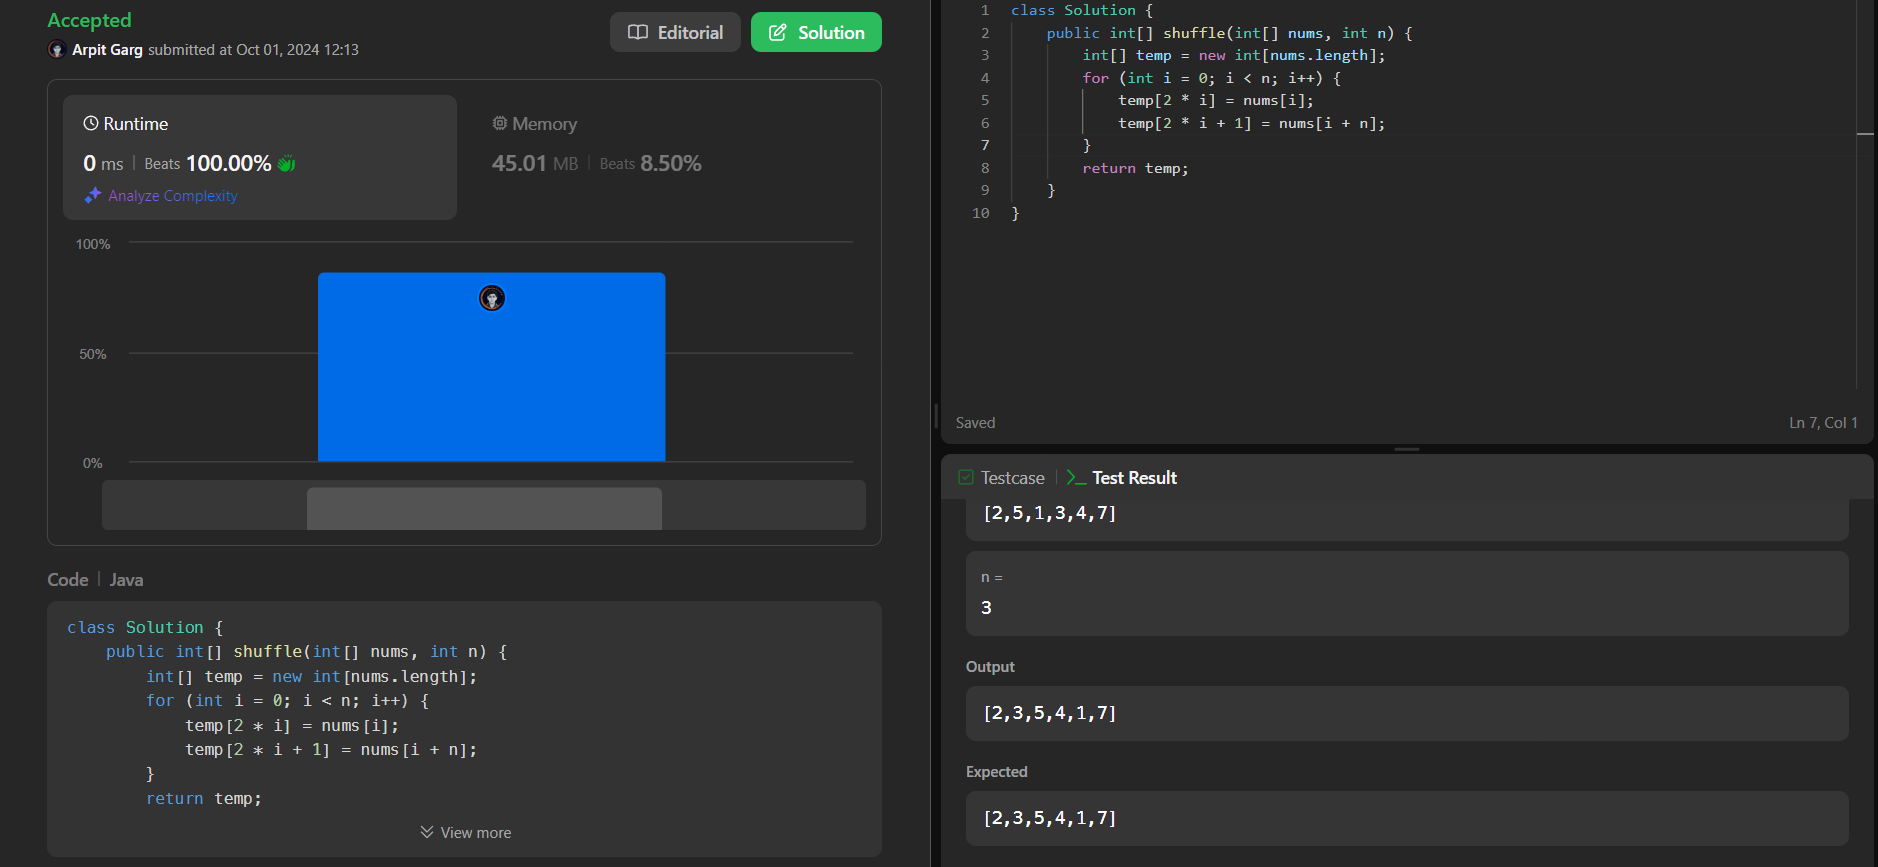 Accepted
Arpit Garg submitted at Oct 01, 2024 12:13
Editorial
Solution
Runtime
0 ms | Beats 100.00%
Analyze Complexity
Memory
45.01 MB | Beats 8.50%
100%
50%
0%
Code | Java
class Solution {
    public int[] shuffle(int[] nums, int n) {
        int[] temp = new int[nums.length];
        for (int i = 0; i < n; i++) {
            temp[2 * i] = nums[i];
            temp[2 * i + 1] = nums[i + n];
        }
        return temp;
View more
1 class Solution {
2     public int[] shuffle(int[] nums, int n) {
3         int[] temp = new int[nums.length];
4         for (int i = 0; i < n; i++) {
5             temp[2 * i] = nums[i];
6             temp[2 * i + 1] = nums[i + n];
7         }
8         return temp;
9     }
10 }
Saved
Ln 7, Col 1
Testcase | Test Result
[2,5,1,3,4,7]
n =
3
Output
[2,3,5,4,1,7]
Expected
[2,3,5,4,1,7]